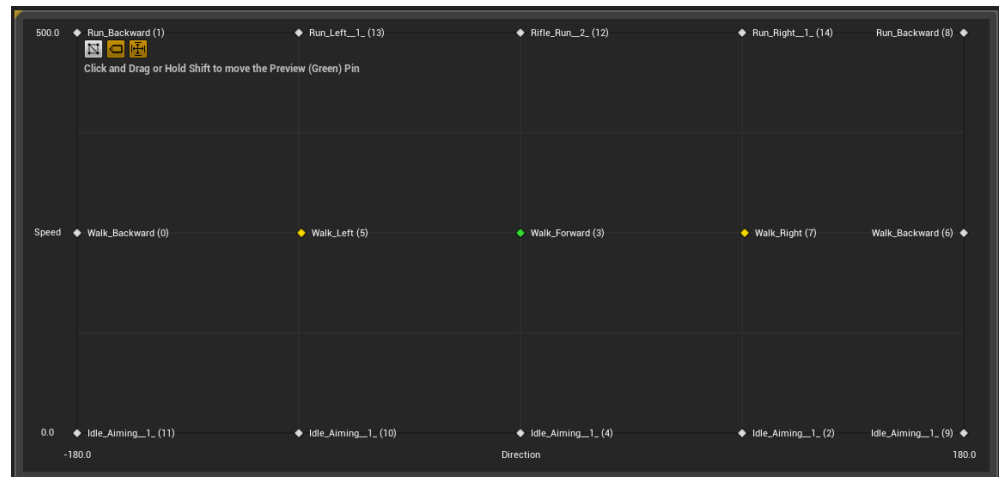 500.0 Run_Backward (1) Run_Left__1_ (13) Rifle_Run__2_ (12) Run_Right__1_ (14) Run_Backward (8)
Click and Drag or Hold Shift to move the Preview (Green) Pin
Speed Walk_Backward (0) Walk_Left (5) Walk_Forward (3) Walk_Right (7) Walk_Backward (6)
0.0 Idle_Aiming__1_ (11) Idle_Aiming__1_ (10) Idle_Aiming__1_ (4) Idle_Aiming__1_ (2) Idle_Aiming__1_ (9)
-180.0 Direction 180.0